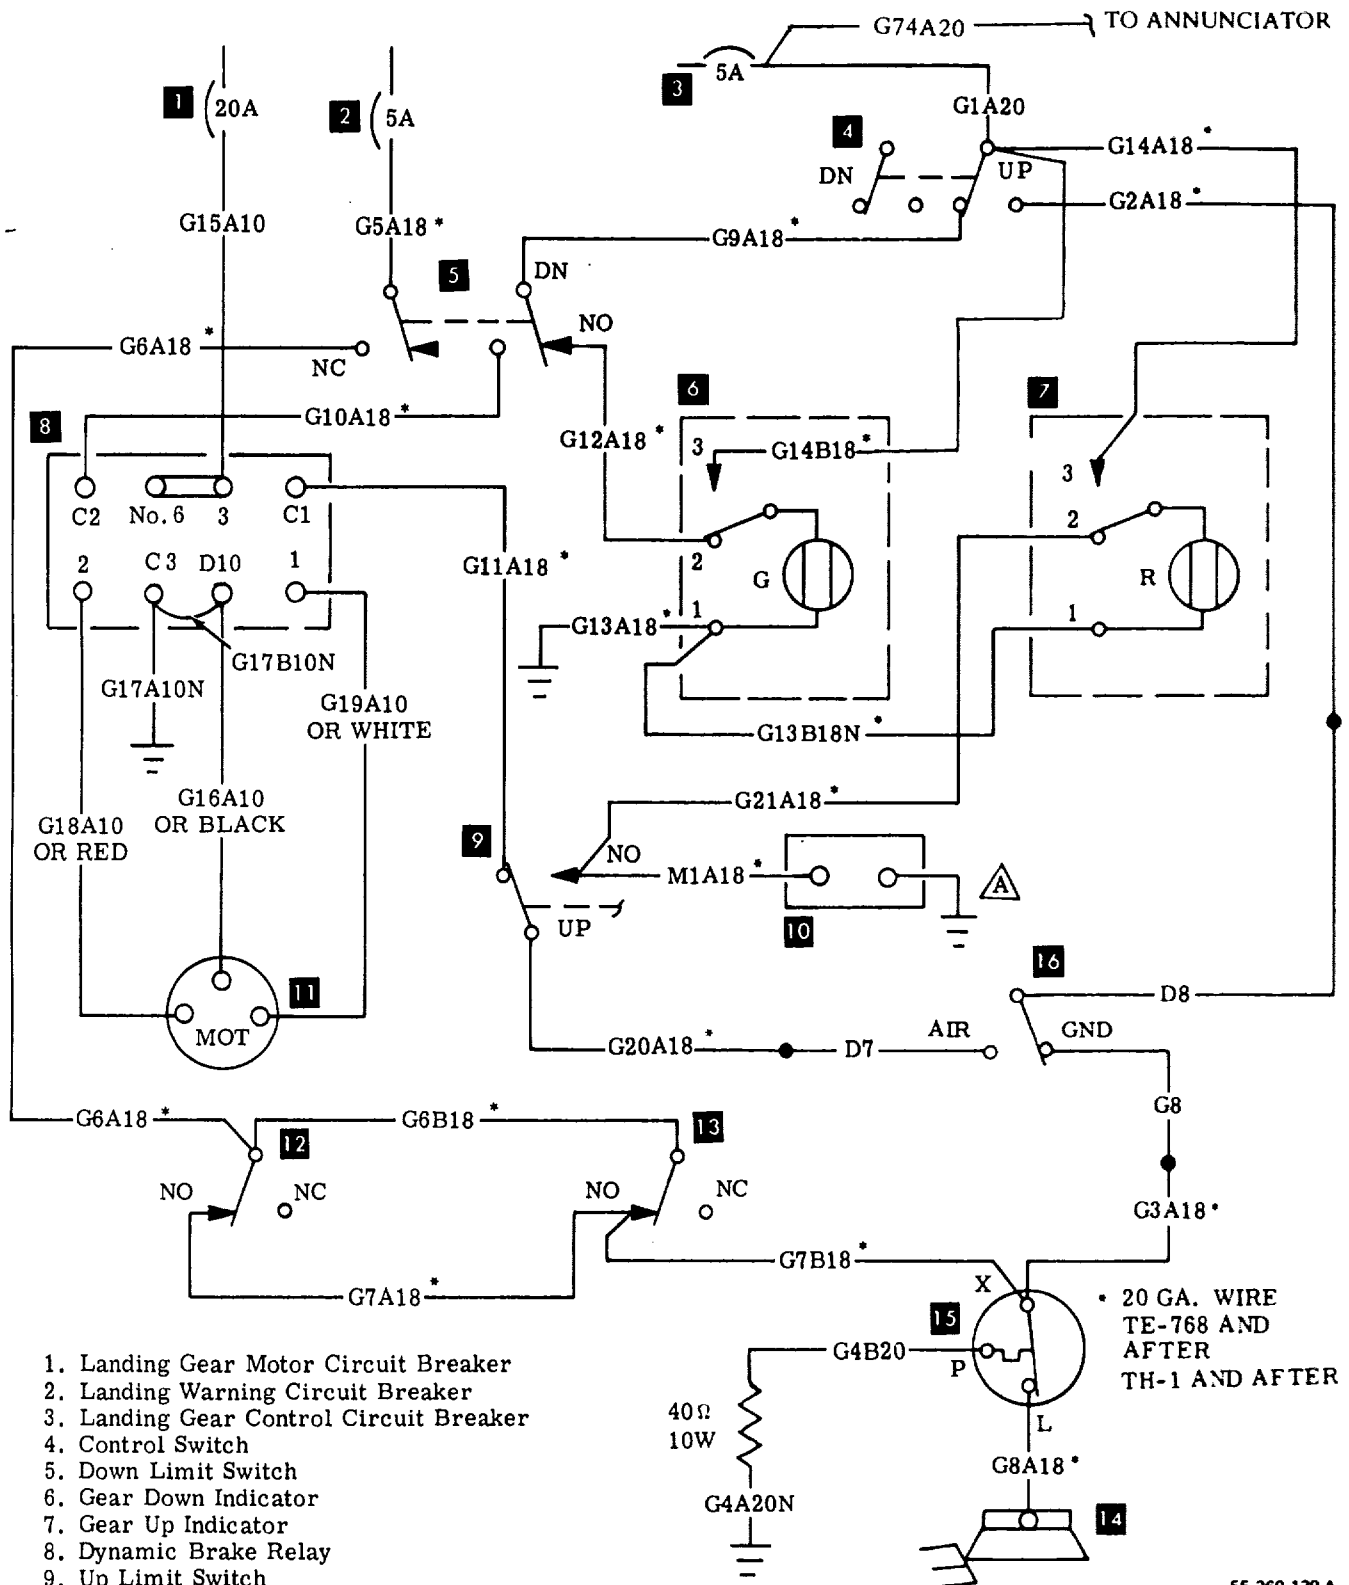 G74A20
TO ANNUNCIATOR
3
5A
1
20A
2
5A
G1A20
4
G14A18 *
DN
UP
G2A18 *
G15A10
G5A18 *
G9A18 *
5
DN
NO
G6A18 *
NC
6
7
G10A18 *
8
G12A18 *
3
G14B18 *
3
C2
No. 6
3
C1
2
2
C3
D10
1
G11A18 *
2
G
R
1
G13A18 *
1
G17B10N
G17A10N
G19A10
OR WHITE
G13B18N *
G16A10
OR BLACK
G21A18 *
G18A10
OR RED
9
NO
M1A18 *
A
UP
10
16
11
D8
MOT
AIR
GND
G20A18 *
D7
G8
G6A18 *
G6B18 *
12
13
NO
NC
NO
NC
G3A18 *
G7B18 *
X
G7A18 *
15
* 20 GA. WIRE
TE-768 AND
AFTER
TH-1 AND AFTER
G4B20
P
L
40Ω
10W
G8A18 *
G4A20N
14
1. Landing Gear Motor Circuit Breaker
2. Landing Warning Circuit Breaker
3. Landing Gear Control Circuit Breaker
4. Control Switch
5. Down Limit Switch
6. Gear Down Indicator
7. Gear Up Indicator
8. Dynamic Brake Relay
9. Up Limit Switch